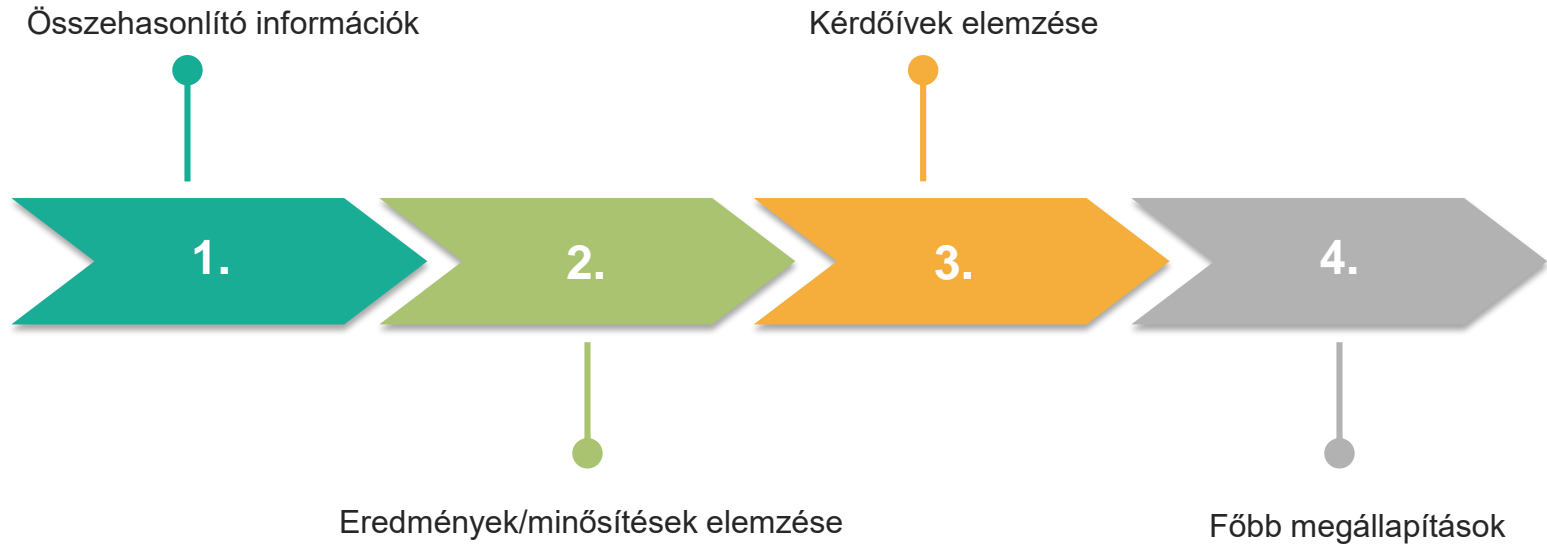 Összehasonlító információk
Kérdőívek elemzése
1.
2.
3.
4.
Eredmények/minősítések elemzése
Főbb megállapítások